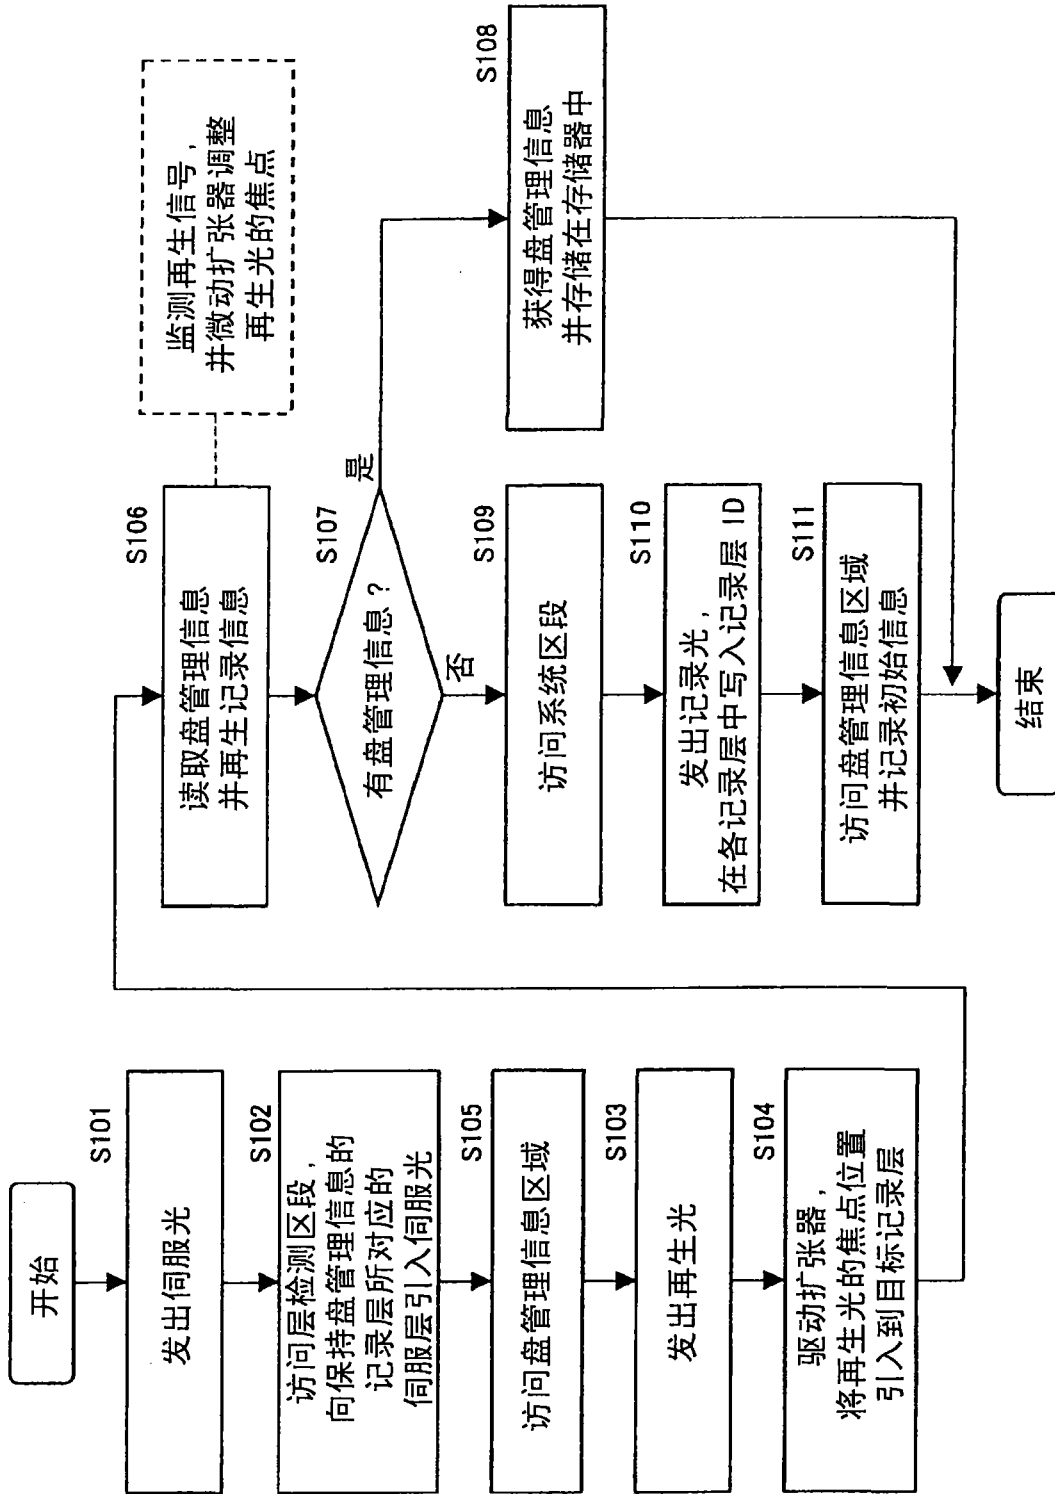 开始
S101
发出伺服光
S102
访问层检测区段，
向保持盘管理信息的
记录层所对应的
伺服层引入伺服光
S105
访问盘管理信息区域
S103
发出再生光
S104
驱动扩张器，
将再生光的焦点位置
引入到目标记录层
S106
读取盘管理信息
并再生记录信息
监测再生信号，
并微动扩张器调整
再生光的焦点
S107
有盘管理信息？
是
否
S108
获得盘管理信息
并存储在存储器中
S109
访问系统区段
S110
发出记录光，
在各记录层中写入记录层 ID
S111
访问盘管理信息区域
并记录初始信息
结束